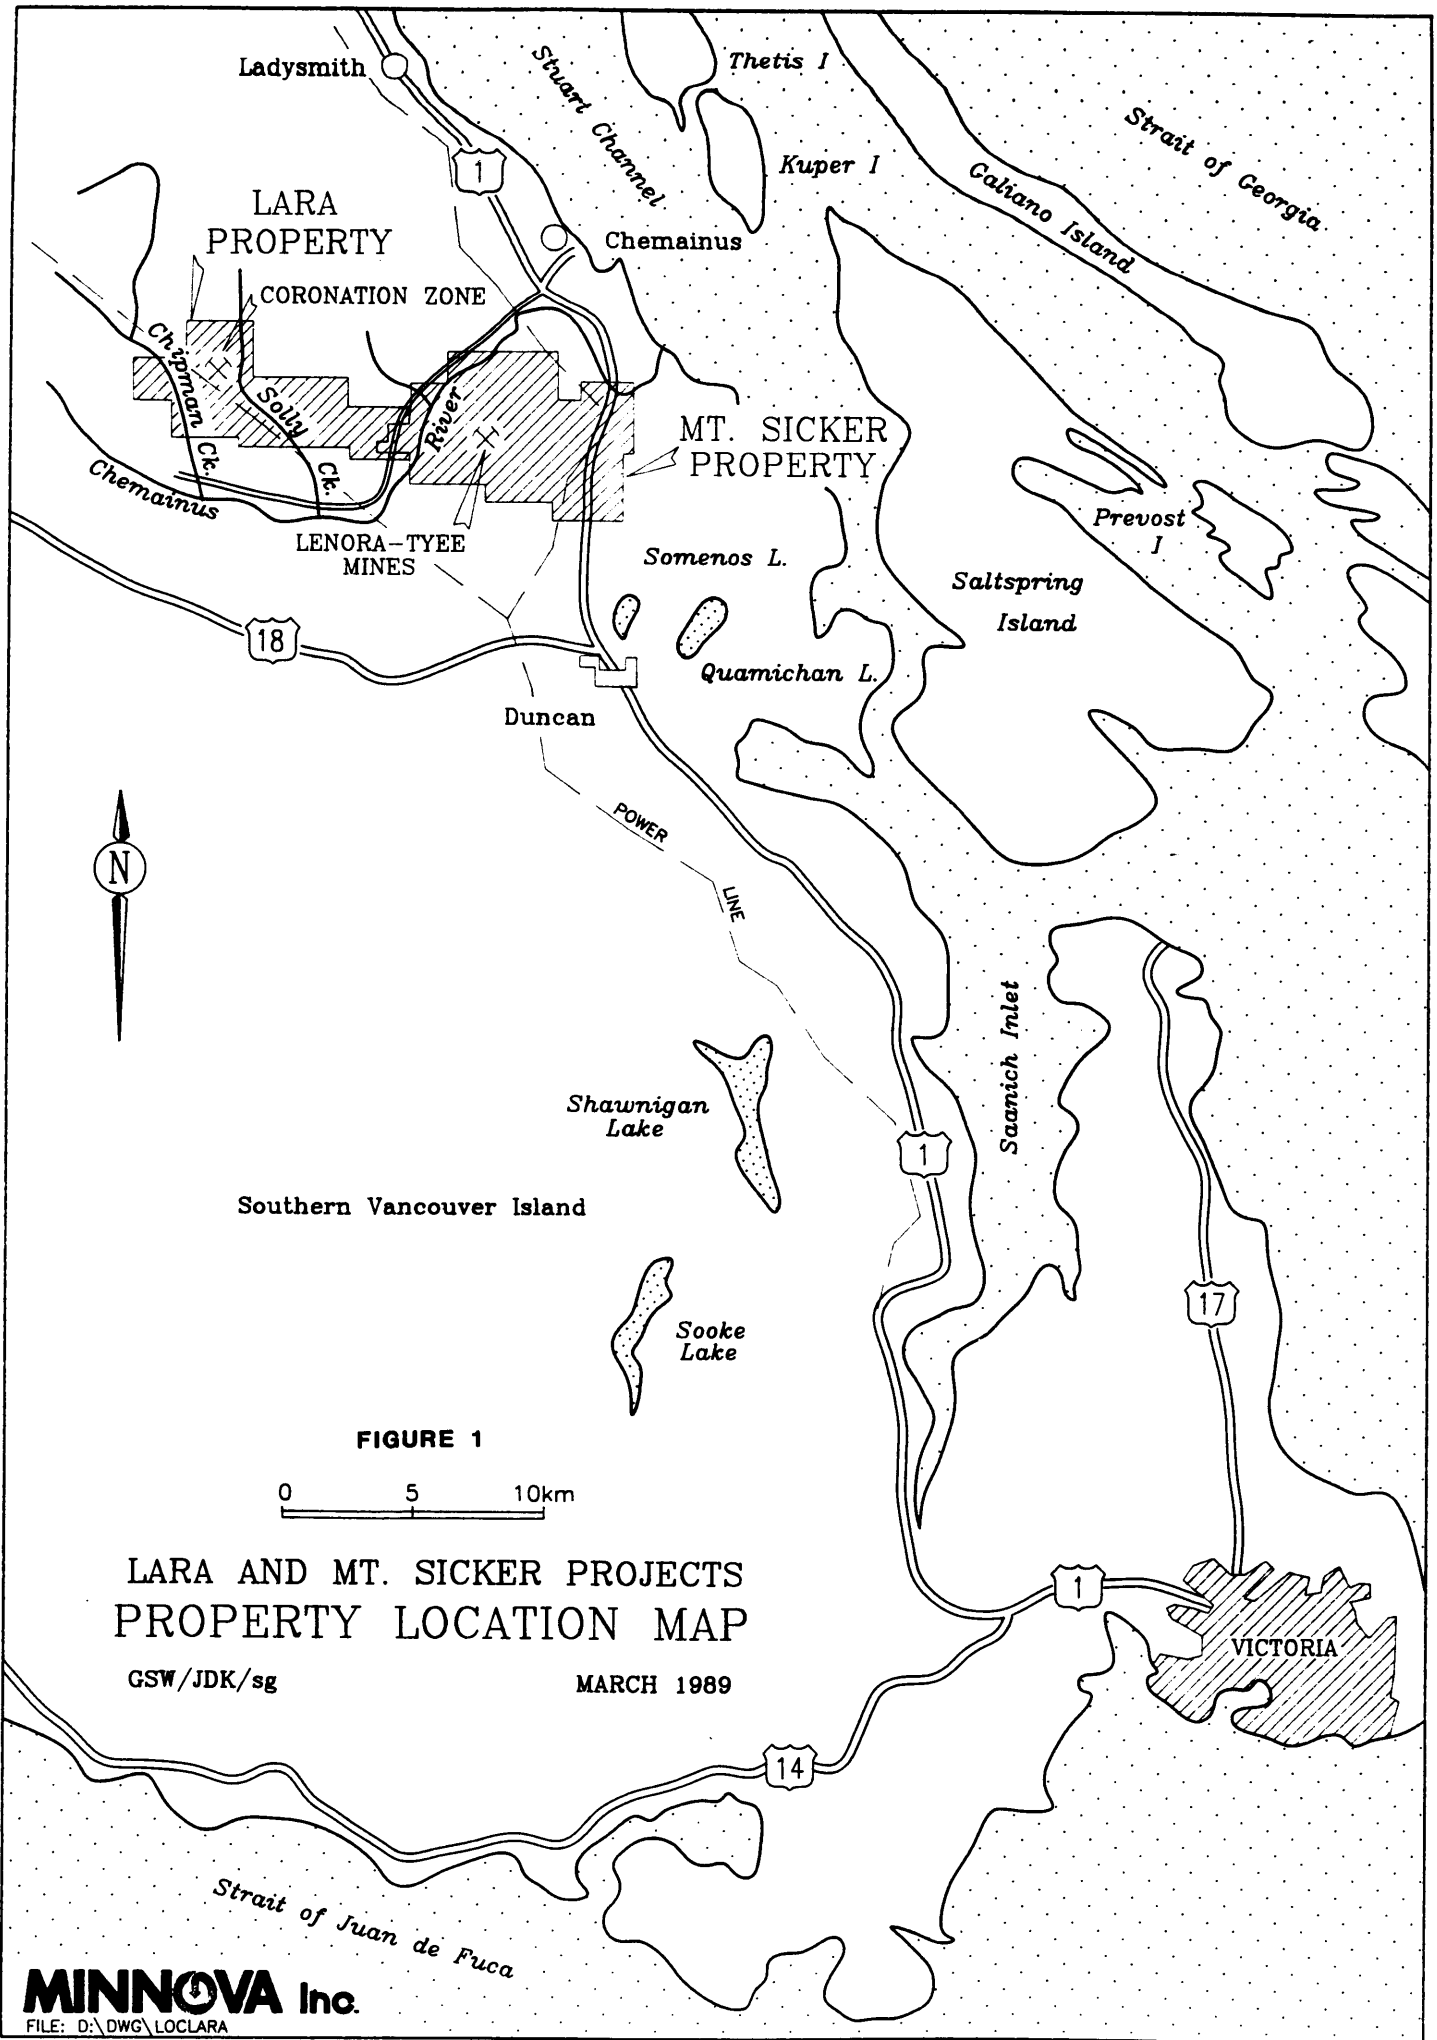 Ladysmith
Stuart Channel
Thetis I
Strait of Georgia
1
Kuper I
Galiano Island
LARA
PROPERTY
Chemainus
CORONATION ZONE
Chipman Ck.
Solly Ck.
River
MT. SICKER
PROPERTY
Chemainus
Prevost
I
LENORA-TYEE
MINES
Somenos L.
Saltspring
Island
18
Quamichan L.
Duncan
POWER
LINE
N
Saanich Inlet
Shawnigan
Lake
1
Southern Vancouver Island
17
Sooke
Lake
FIGURE 1
0 5 10km
LARA AND MT. SICKER PROJECTS
PROPERTY LOCATION MAP
GSW/JDK/sg MARCH 1989
1
VICTORIA
14
Strait of Juan de Fuca
MINNOVA Inc.
FILE: D:\DWG\LOCLARA